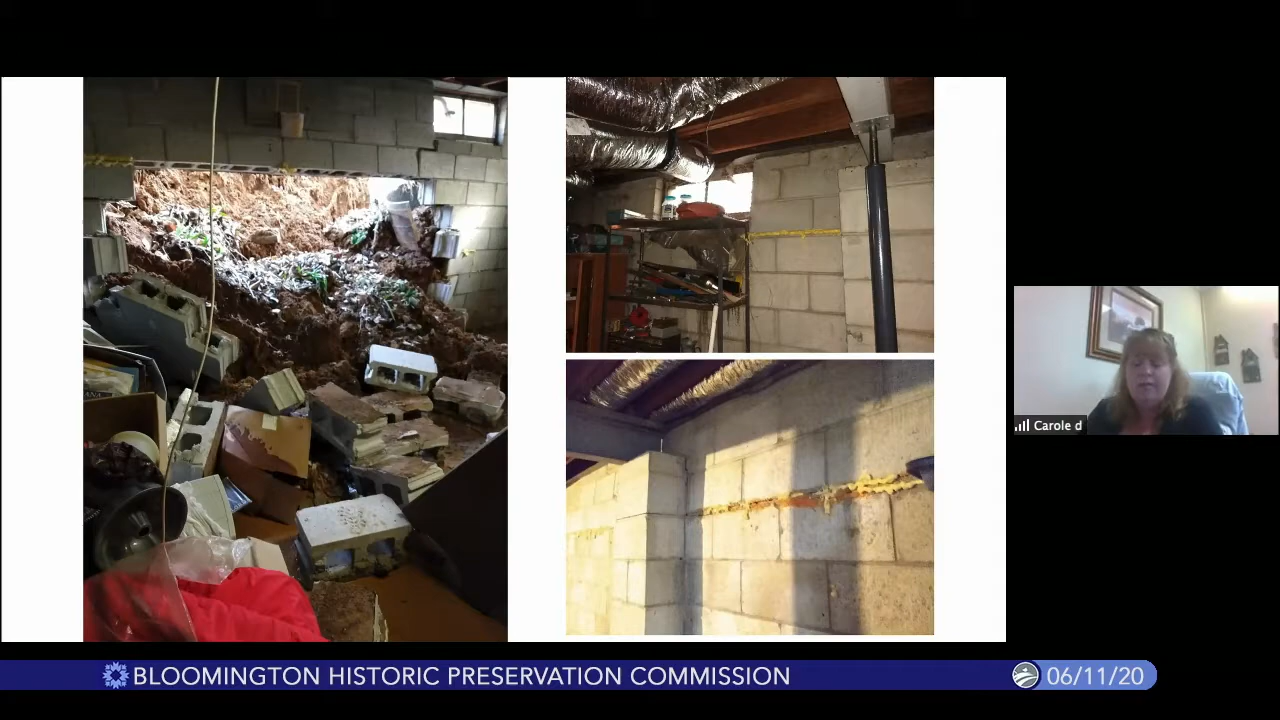 Carole d
BLOOMINGTON HISTORIC PRESERVATION COMMISSION
06/11/20